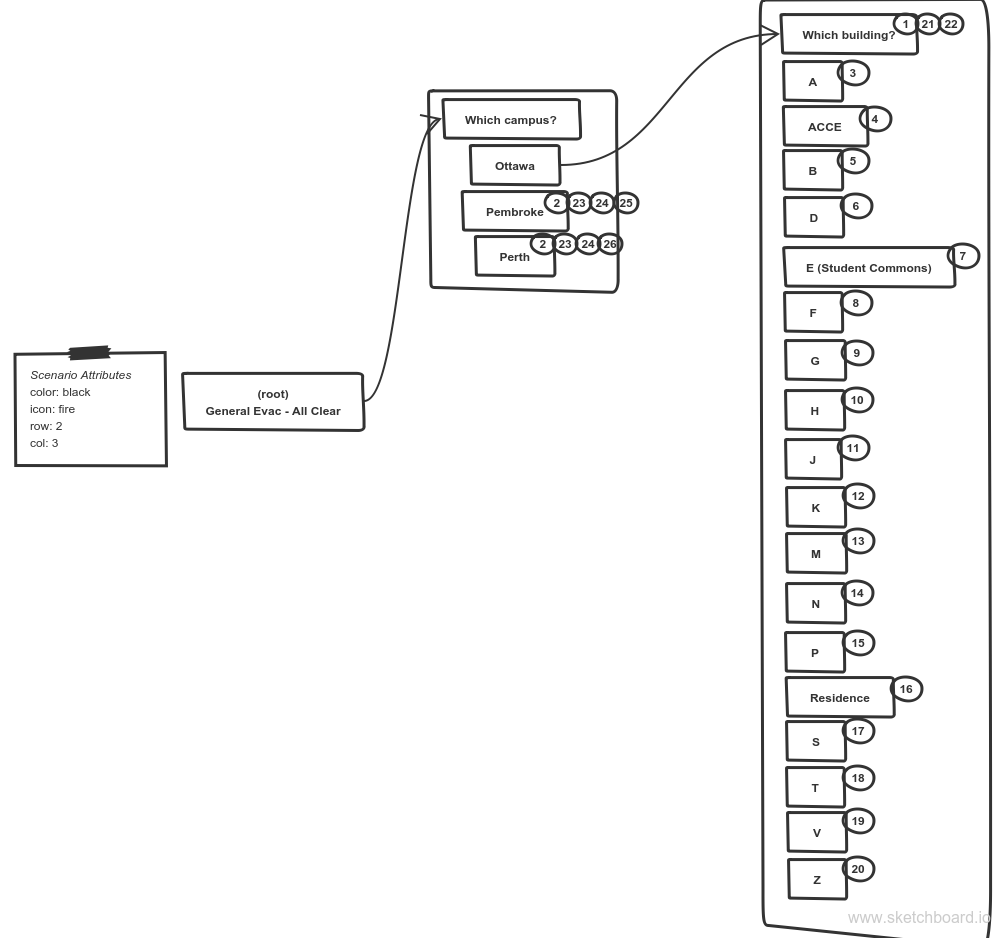 Which building? 1 21 22
A 3
ACCE 4
B 5
D 6
E (Student Commons) 7
F 8
G 9
H 10
J 11
K 12
M 13
N 14
P 15
Residence 16
S 17
T 18
V 19
Z 20
Which campus?
Ottawa
Pembroke 2 23 24 25
Perth 2 23 24 26
Scenario Attributes
color: black
icon: fire
row: 2
col: 3
(root)
General Evac - All Clear
www.sketchboard.io